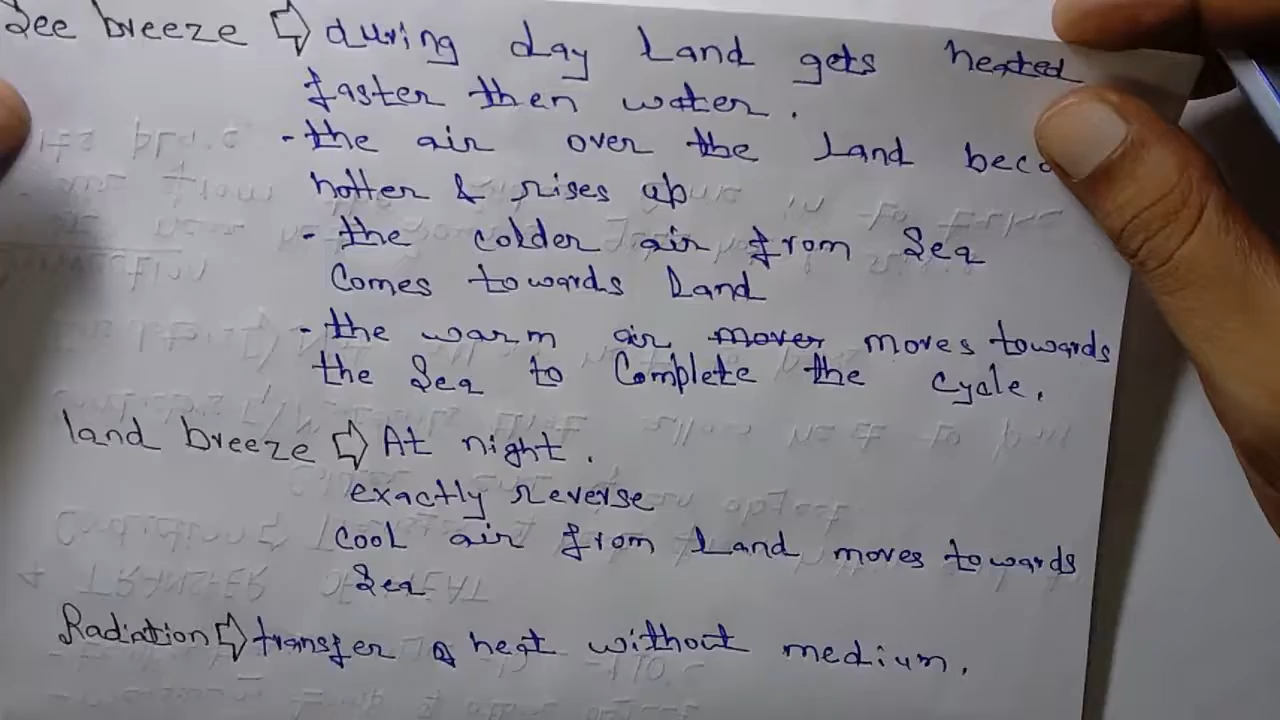 See breeze ⇨ during day Land gets heated
faster then water.
- the air over the Land beco
hotter & rises up
- the colder air from Sea
Comes towards Land
- the warm air mover moves towards
the Sea to Complete the cycle.
land breeze ⇨ At night.
exactly reverse
cool air from Land moves towards
Sea
Radiation ⇨ transfer of heat without medium.